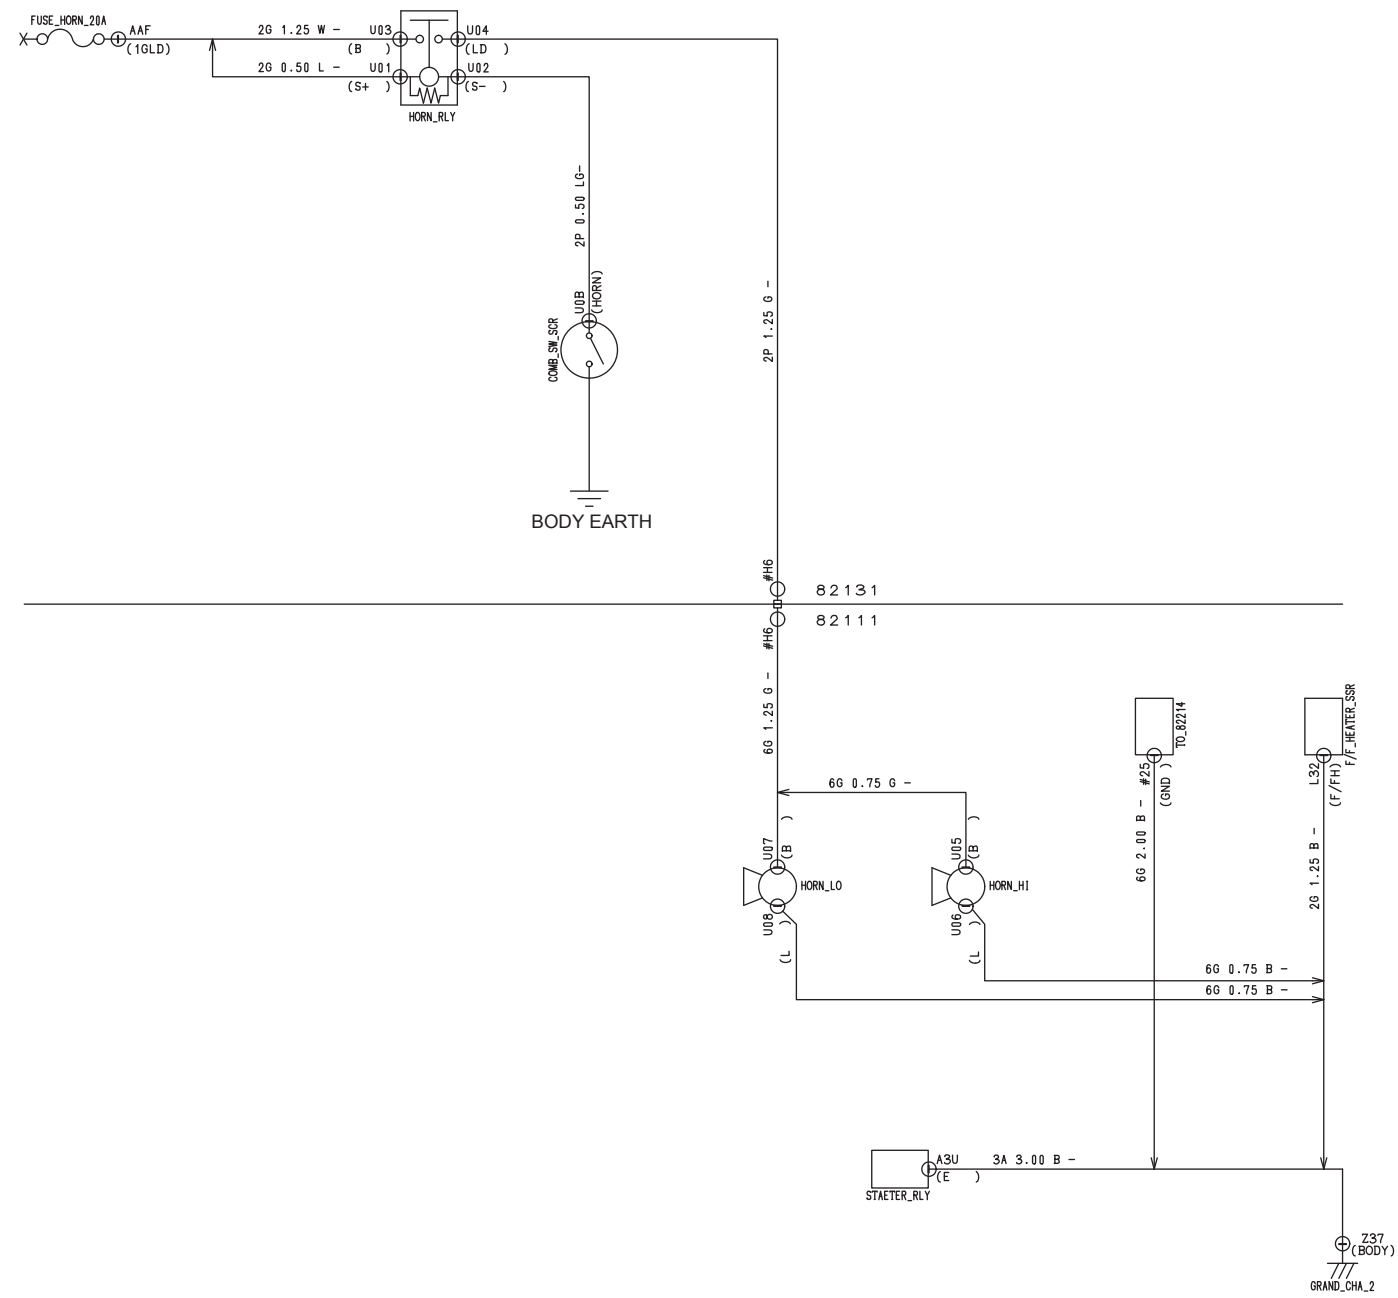 FUSE_HORN_20A
AAF
(1GLD)
2G 1.25 W -
U03
(B )
U04
(LD )
2G 0.50 L -
U01
(S+ )
U02
(S- )
HORN_RLY
2P 0.50 LG-
U0B
(HORN)
COMB_SW_SCR
BODY EARTH
2P 1.25 G -
#H6
82131
82111
#H6
6G 1.25 G -
6G 0.75 G -
U07
(B )
HORN_LO
U08
(L )
U05
(B )
HORN_HI
U06
(L )
TO_82214
#25
(GND )
6G 2.00 B -
F/F_HEATER_SSR
L32
(F/FH)
2G 1.25 B -
6G 0.75 B -
6G 0.75 B -
A3U
(E )
3A 3.00 B -
STAETER_RLY
Z37
(BODY)
GRAND_CHA_2